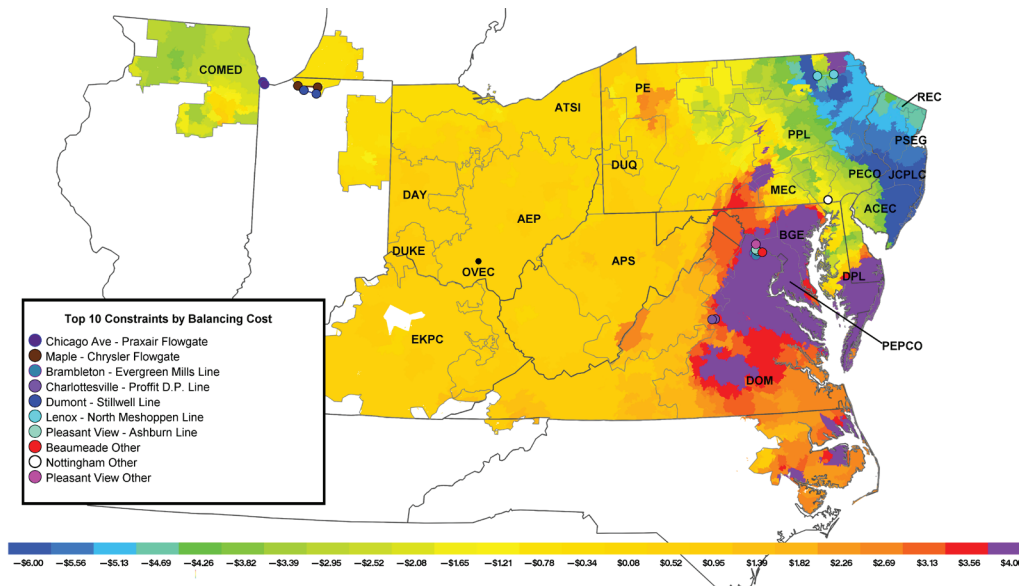 COMED
REC
PE
ATSI
PPL
PSEG
DUQ
PECO
JCPLC
MEC
DAY
ACEC
AEP
BGE
DUKE
APS
OVEC
DPL
EKPC
PEPCO
DOM
Top 10 Constraints by Balancing Cost
Chicago Ave - Praxair Flowgate
Maple - Chrysler Flowgate
Brambleton - Evergreen Mills Line
Charlottesville - Proffit D.P. Line
Dumont - Stillwell Line
Lenox - North Meshoppen Line
Pleasant View - Ashburn Line
Beaumeade Other
Nottingham Other
Pleasant View Other
—$6.00 —$5.56 —$5.13 —$4.69 —$4.26 —$3.82 —$3.39 —$2.95 —$2.52 —$2.08 —$1.65 —$1.21 —$0.78 —$0.34 $0.08 $0.52 $0.95 $1.39 $1.82 $2.26 $2.69 $3.13 $3.56 $4.00